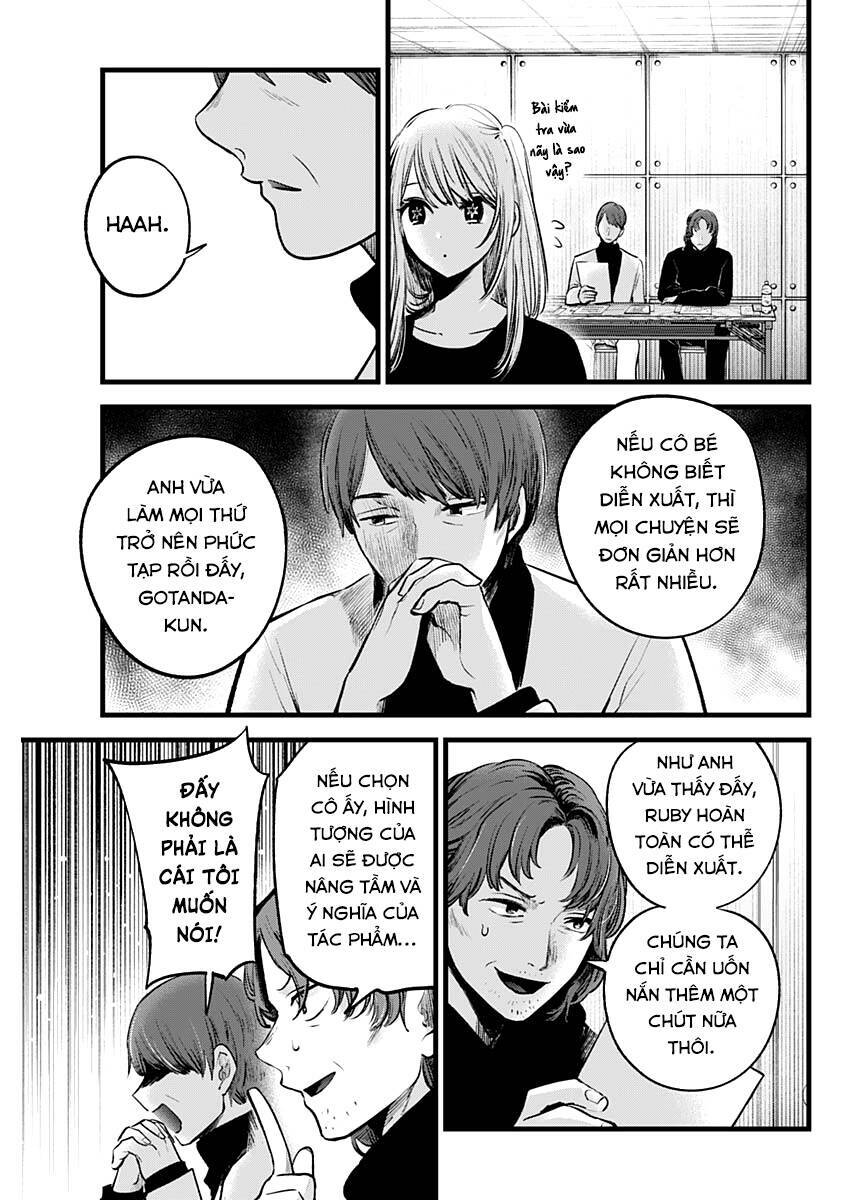 Bài kiểm
tra vừa
nãy là sao
vậy?
HAAH.
NẾU CÔ BÉ
KHÔNG BIẾT
DIỄN XUẤT, THÌ
MỌI CHUYỆN SẼ
ĐƠN GIẢN HƠN
RẤT NHIỀU.
ANH VỪA
LÀM MỌI THỨ
TRỞ NÊN PHỨC
TẠP RỒI ĐẤY,
GOTANDA-
KUN.
NHƯ ANH
VỪA THẤY ĐẤY,
RUBY HOÀN
TOÀN CÓ THỂ
DIỄN XUẤT.
CHÚNG TA
CHỈ CẦN UỐN
NẮN THÊM MỘT
CHÚT NỮA
THÔI.
NẾU CHỌN
CÔ ẤY, HÌNH
TƯỢNG CỦA
AI SẼ ĐƯỢC
NÂNG TẦM VÀ
Ý NGHĨA CỦA
TÁC PHẨM...
ĐẤY
KHÔNG
PHẢI LÀ
CÁI TÔI
MUỐN
NÓI!